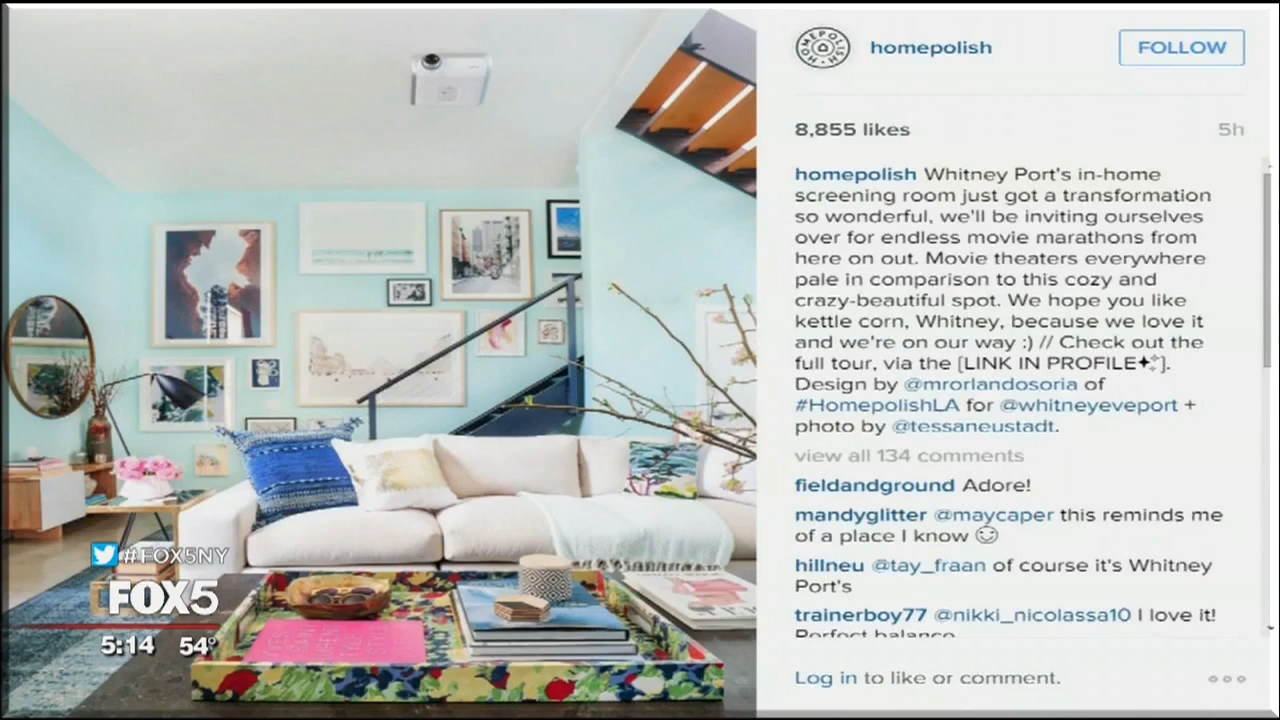 HOMEPOLISH
homepolish
FOLLOW
8,855 likes
5h
homepolish Whitney Port's in-home
screening room just got a transformation
so wonderful, we'll be inviting ourselves
over for endless movie marathons from
here on out. Movie theaters everywhere
pale in comparison to this cozy and
crazy-beautiful spot. We hope you like
kettle corn, Whitney, because we love it
and we're on our way :) // Check out the
full tour, via the [LINK IN PROFILE✨].
Design by @mrorlandosoria of
#HomepolishLA for @whitneyeveport +
photo by @tessaneustadt.
view all 134 comments
fieldandground Adore!
mandyglitter @maycaper this reminds me
of a place I know ☺
hillneu @tay_fraan of course it's Whitney
Port's
trainerboy77 @nikki_nicolassa10 I love it!
Perfect balance
Log in to like or comment.
#FOX5NY
FOX5
5:14 54°